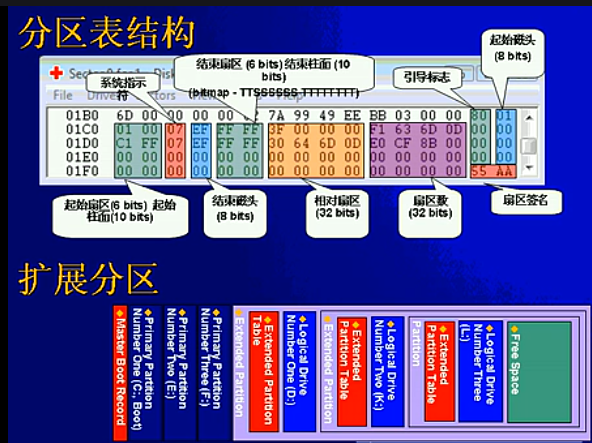 分区表结构
起始磁头
(8 bits)
结束扇区 (6 bits) 结束柱面 (10
bits)
(bitmap - TTSSSSSS-TTTTTTTT)
引导标志
系统指示
符
File
01B0 6D 00 00 00 00 7A 99 49 EE BB 03 00 00 80 01
01C0 01 00 07 EF FF FF 3F 00 00 00 F1 63 6D 0D 00 00
01D0 C1 FF 07 EF FF FF 30 64 6D 0D E0 CF 8B 00 00 00
01E0 00 00 00 00 00 00 00 00 00 00 00 00 00 00 00 00
01F0 00 00 00 00 00 00 00 00 00 00 00 00 00 00 55 AA
起始扇区(6 bits) 起始
柱面(10 bits)
结束磁头
(8 bits)
相对扇区
(32 bits)
扇区数
(32 bits)
扇区签名
扩展分区
Master Boot Record
Primary Partition
Number One (C:, Boot)
Primary Partition
Number Two (E:)
Primary Partition
Number Three (F:)
Extended Partition
Extended Partition
Table
Logical Drive
Number One (D:)
Extended Partition
Extended
Partition Table
Logical Drive
Number Two (K:)
Extended
Partition
Extended
Partition Table
Logical Drive
Number Three
(L:)
Free Space